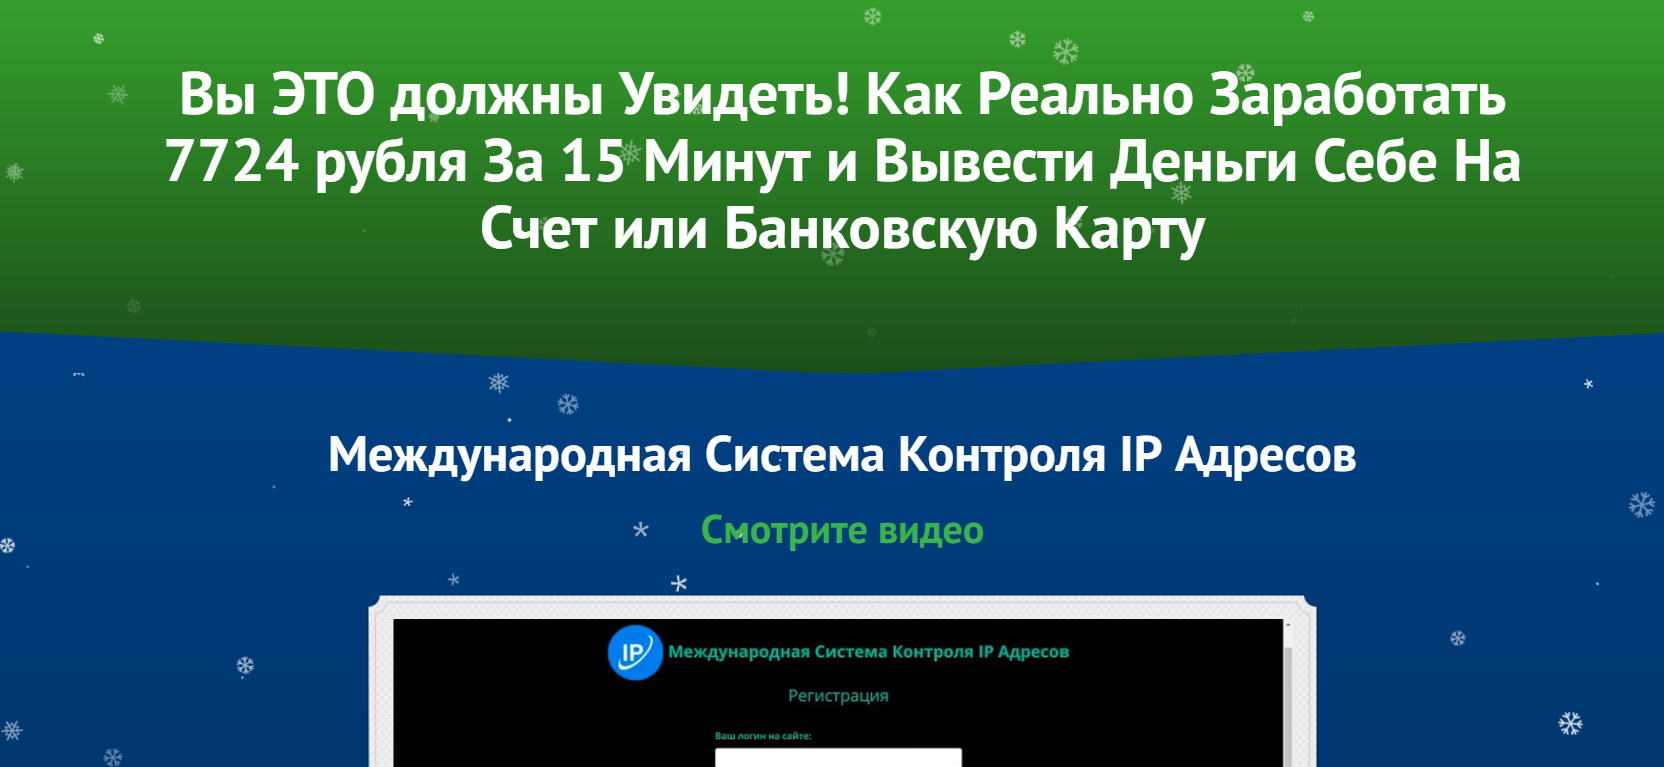 Вы ЭТО должны Увидеть! Как Реально Заработать
7724 рубля За 15 Минут и Вывести Деньги Себе На
Счет или Банковскую Карту
Международная Система Контроля IP Адресов
Смотрите видео
IP Международная Система Контроля IP Адресов
Регистрация
Ваш логин на сайте: